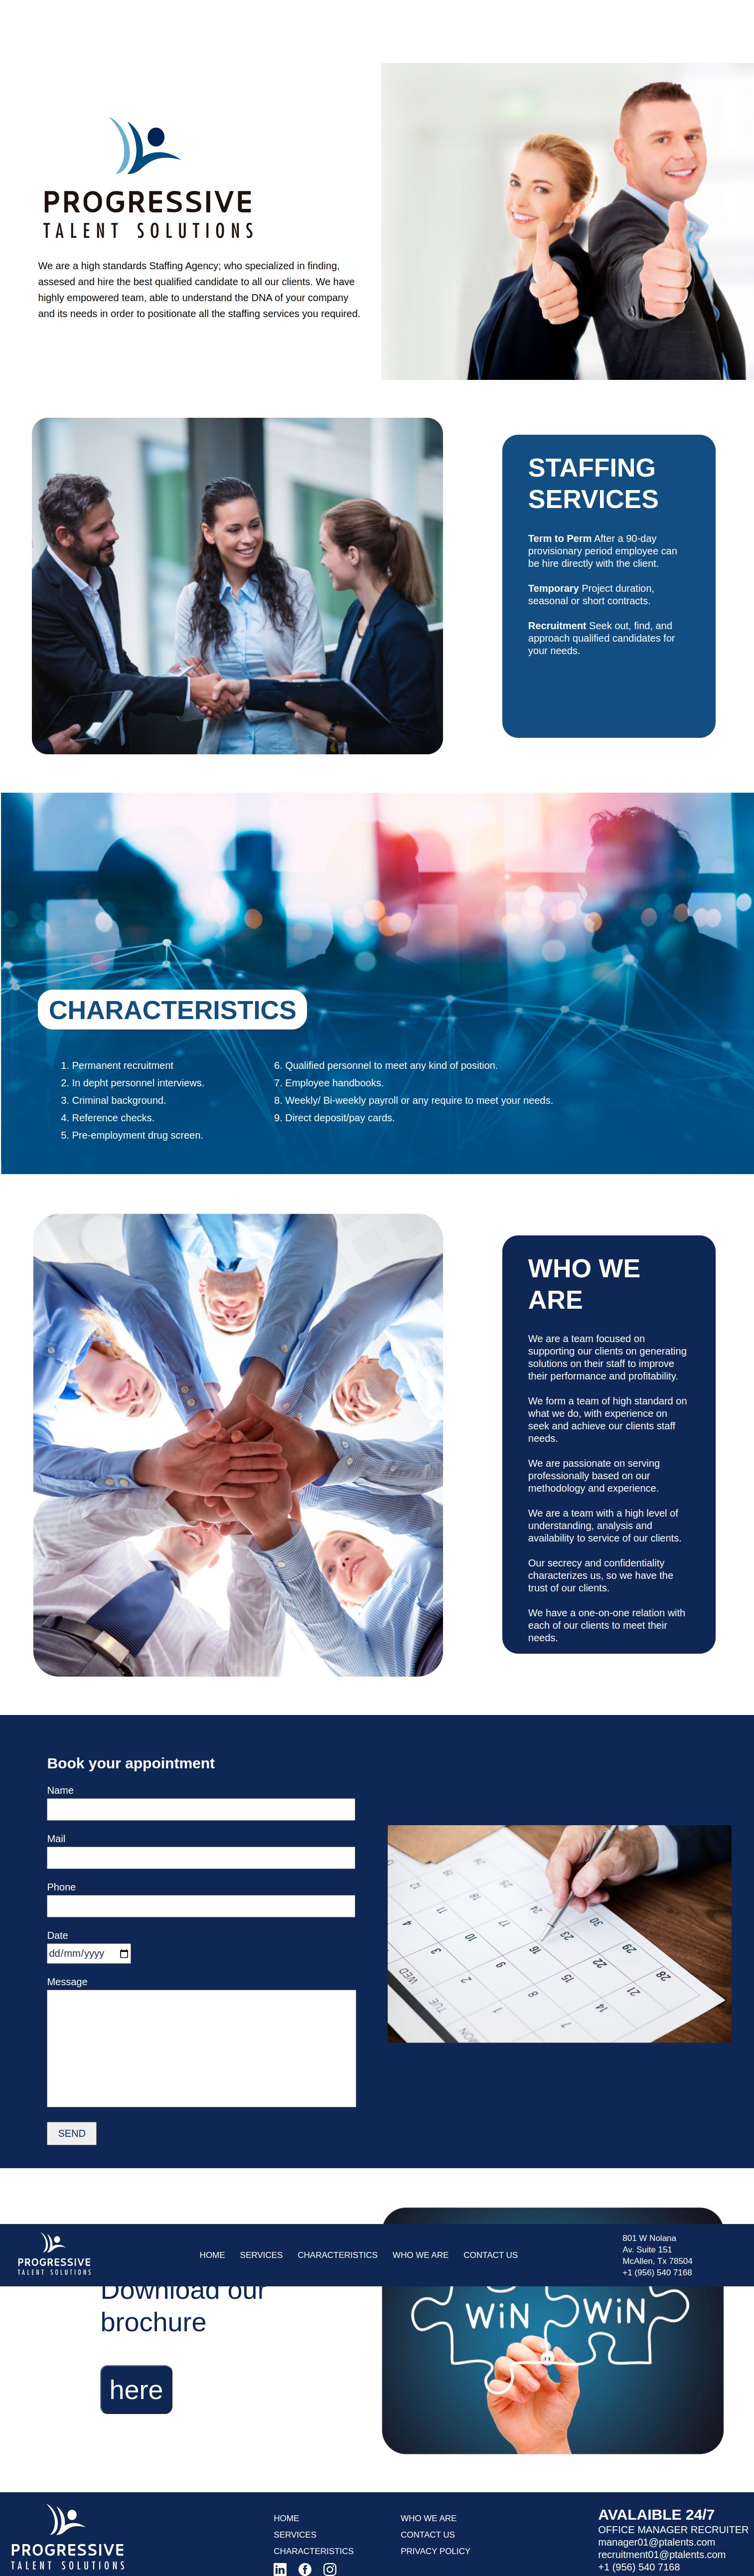 PROGRESSIVE
TALENT SOLUTIONS
We are a high standards Staffing Agency; who specialized in finding,
assesed and hire the best qualified candidate to all our clients. We have
highly empowered team, able to understand the DNA of your company
and its needs in order to positionate all the staffing services you required.
STAFFING
SERVICES
Term to Perm After a 90-day
provisionary period employee can
be hire directly with the client.
Temporary Project duration,
seasonal or short contracts.
Recruitment Seek out, find, and
approach qualified candidates for
your needs.
CHARACTERISTICS
1. Permanent recruitment
2. In depht personnel interviews.
3. Criminal background.
4. Reference checks.
5. Pre-employment drug screen.
6. Qualified personnel to meet any kind of position.
7. Employee handbooks.
8. Weekly/ Bi-weekly payroll or any require to meet your needs.
9. Direct deposit/pay cards.
WHO WE
ARE
We are a team focused on
supporting our clients on generating
solutions on their staff to improve
their performance and profitability.
We form a team of high standard on
what we do, with experience on
seek and achieve our clients staff
needs.
We are passionate on serving
professionally based on our
methodology and experience.
We are a team with a high level of
understanding, analysis and
availability to service of our clients.
Our secrecy and confidentiality
characterizes us, so we have the
trust of our clients.
We have a one-on-one relation with
each of our clients to meet their
needs.
Book your appointment
Name
Mail
Phone
Date
dd/mm/yyyy
Message
SEND
30
23
29
16
22
28
15
21
14
WED
TUE
MON
PROGRESSIVE
TALENT SOLUTIONS
HOME SERVICES CHARACTERISTICS WHO WE ARE CONTACT US
801 W Nolana
Av. Suite 151
McAllen, Tx 78504
+1 (956) 540 7168
Download our
brochure
here
WiN WiN
PROGRESSIVE
TALENT SOLUTIONS
HOME
SERVICES
CHARACTERISTICS
in f
WHO WE ARE
CONTACT US
PRIVACY POLICY
AVALAIBLE 24/7
OFFICE MANAGER RECRUITER
manager01@ptalents.com
recruitment01@ptalents.com
+1 (956) 540 7168